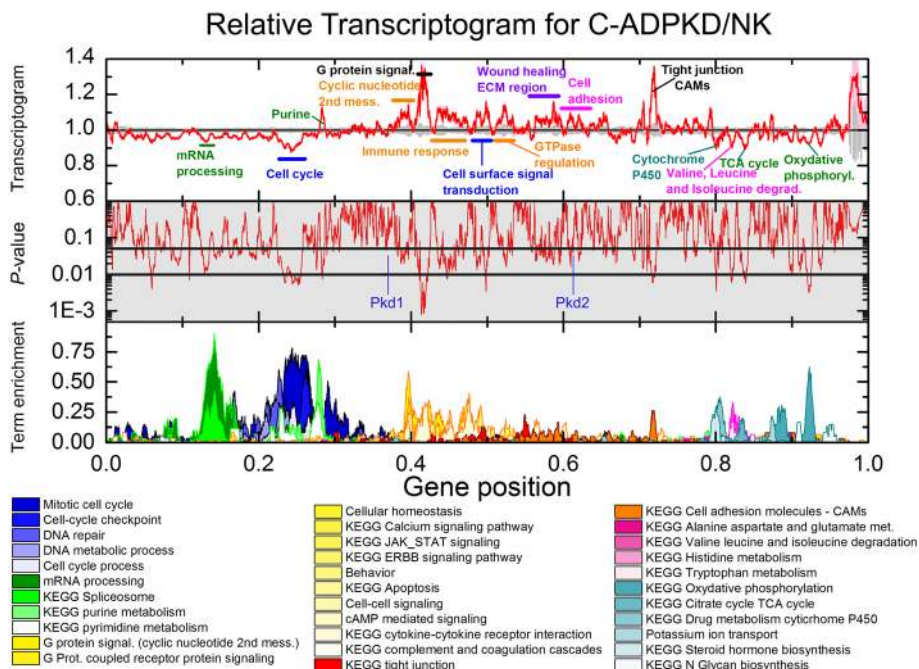 Relative Transcriptogram for C-ADPKD/NK
Transcriptogram
1.4
1.2
1.0
0.8
0.6
G protein signal.
Cyclic nucleotide
2nd mess.
Purine
mRNA
processing
Cell cycle
Immune response
Cell surface signal
transduction
Wound healing
ECM region
Cell
adhesion
GTPase
regulation
Tight junction
CAMs
Cytochrome
P450
Valine, Leucine
and Isoleucine degrad.
TCA cycle
Oxydative
phosphoryl.
P-value
0.1
0.01
1E-3
Pkd1
Pkd2
Term enrichment
0.75
0.50
0.25
0.00
0.0 0.2 0.4 0.6 0.8 1.0
Gene position
Mitotic cell cycle
Cell-cycle checkpoint
DNA repair
DNA metabolic process
Cell cycle process
mRNA processing
KEGG Spliceosome
KEGG purine metabolism
KEGG pyrimidine metabolism
G protein signal. (cyclic nucleotide 2nd mess.)
G Prot. coupled receptor protein signaling
Cellular homeostasis
KEGG Calcium signaling pathway
KEGG JAK_STAT signaling
KEGG ERBB signaling pathway
Behavior
KEGG Apoptosis
Cell-cell signaling
cAMP mediated signaling
KEGG cytokine-cytokine receptor interaction
KEGG complement and coagulation cascades
KEGG tight junction
KEGG Cell adhesion molecules - CAMs
KEGG Alanine aspartate and glutamate met.
KEGG Valine leucine and isoleucine degradation
KEGG Histidine metabolism
KEGG Tryptophan metabolism
KEGG Oxydative phosphorylation
KEGG Citrate cycle TCA cycle
KEGG Drug metabolism cyticrhome P450
Potassium ion transport
KEGG Steroid hormone biosynthesis
KEGG N Glycan biosynthesis